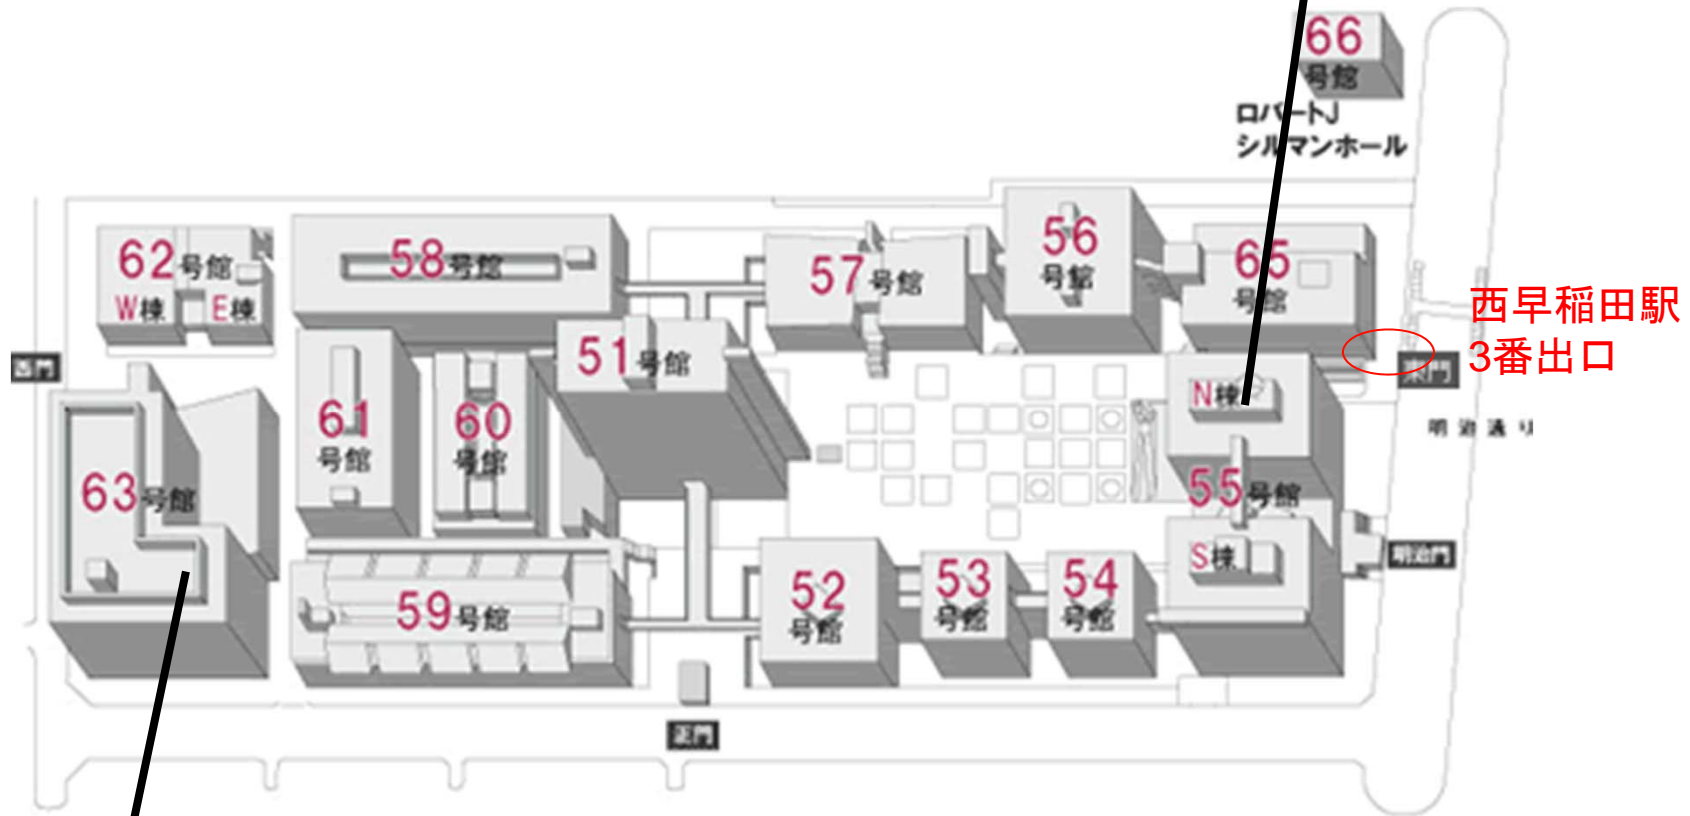 66
号館
ロバートJ
シルマンホール
62号館
W棟 E棟
58号館
57号館
56
号館
65
号館
西早稲田駅
3番出口
西門
51号館
東門
N棟
明治通り
61
号館
60
号館
63号館
55号館
S棟
明治門
59号館
52
号館
53
号館
54
号館
正門